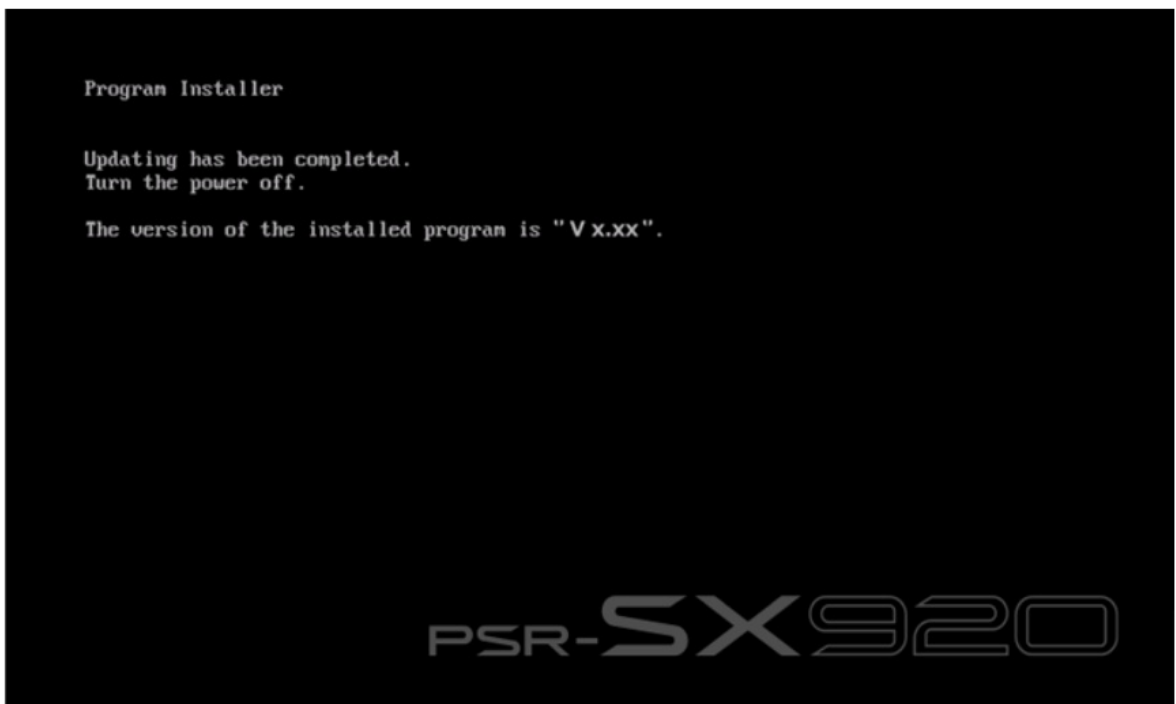 Program Installer
Updating has been completed.
Turn the power off.
The version of the installed program is "V x.xx".
PSR-SX920